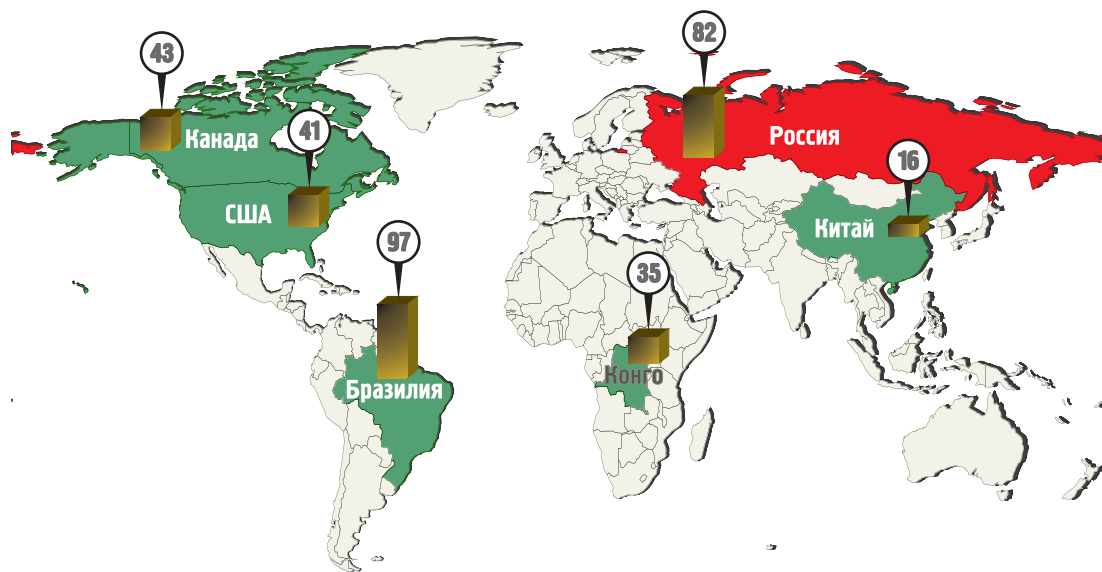 43
82
Канада
41
Россия
16
США
Китай
97
35
Конго
Бразилия